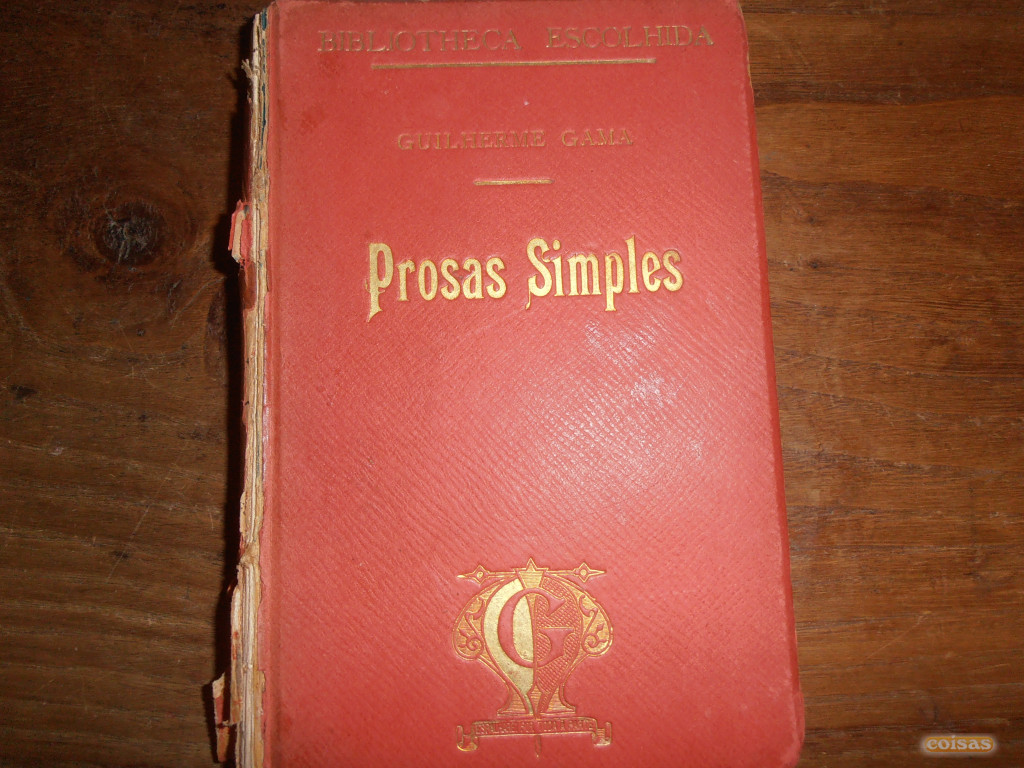 BIBLIOTHECA ESCOLHIDA
GUILHERME GAMA
Prosas Simples
G
coisas